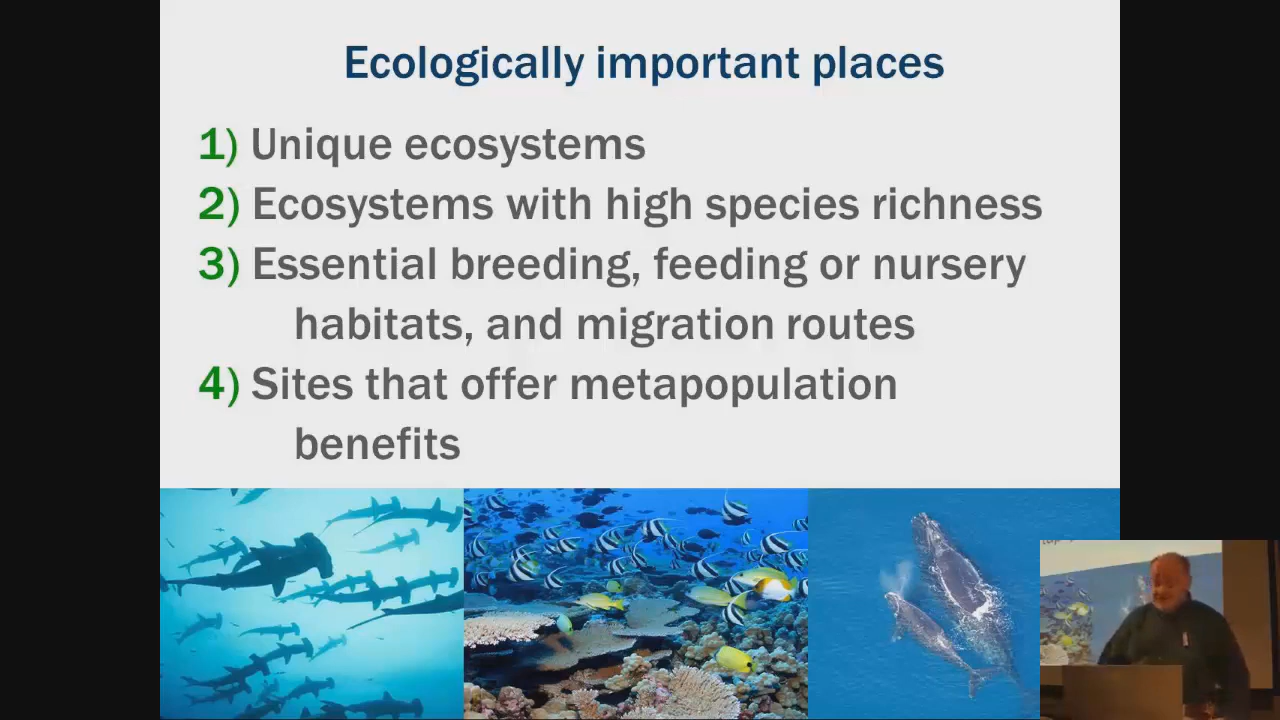 Ecologically important places
1) Unique ecosystems
2) Ecosystems with high species richness
3) Essential breeding, feeding or nursery
habitats, and migration routes
4) Sites that offer metapopulation
benefits